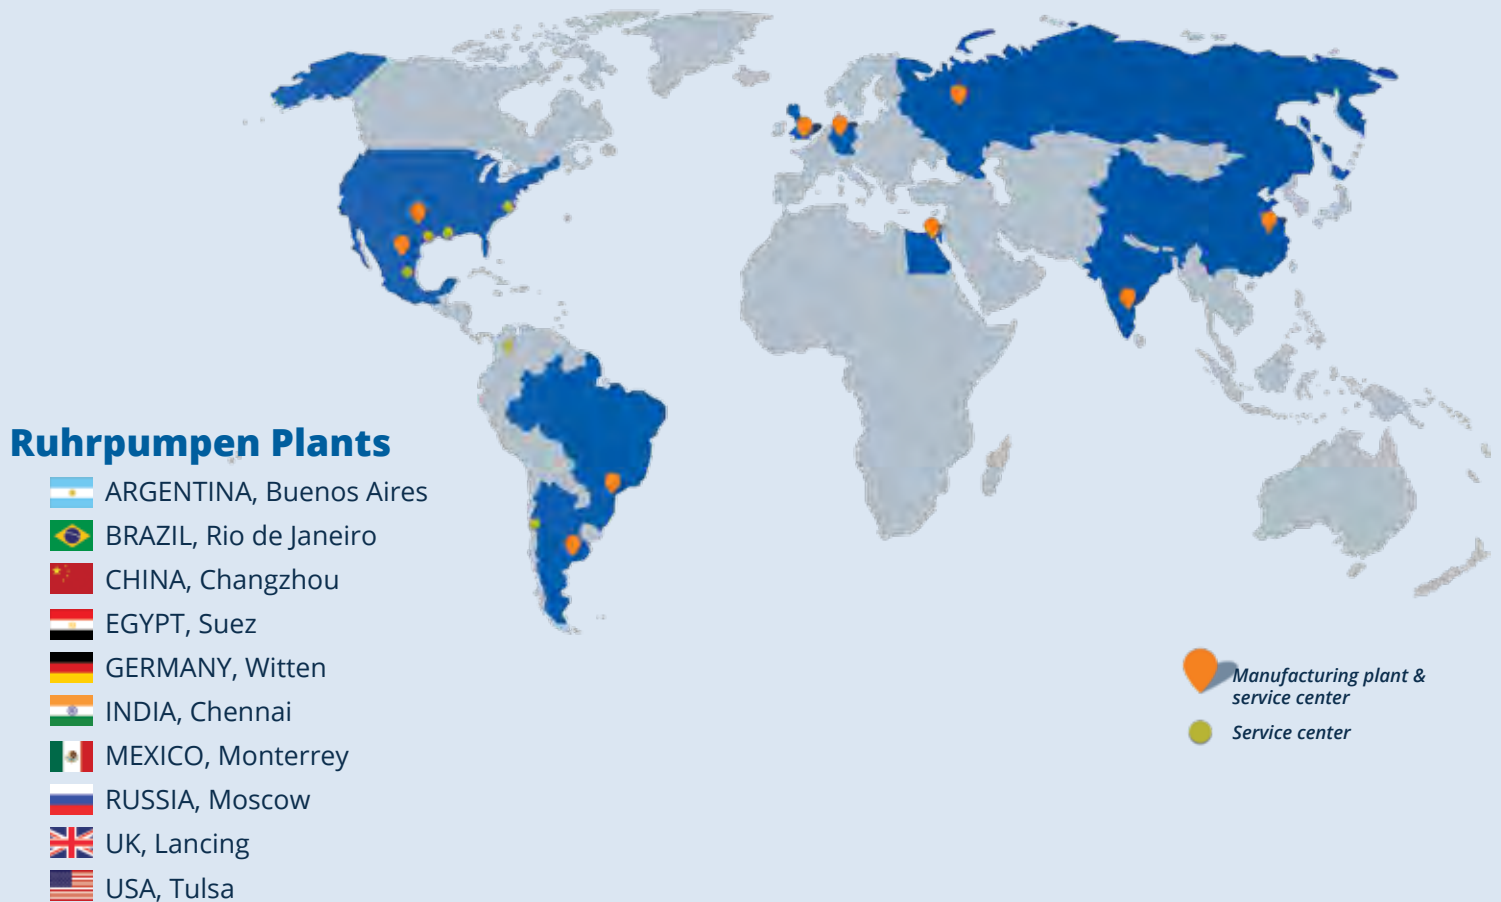 Ruhrpumpen Plants
ARGENTINA, Buenos Aires
BRAZIL, Rio de Janeiro
CHINA, Changzhou
EGYPT, Suez
GERMANY, Witten
INDIA, Chennai
MEXICO, Monterrey
RUSSIA, Moscow
UK, Lancing
USA, Tulsa
Manufacturing plant &
service center
Service center